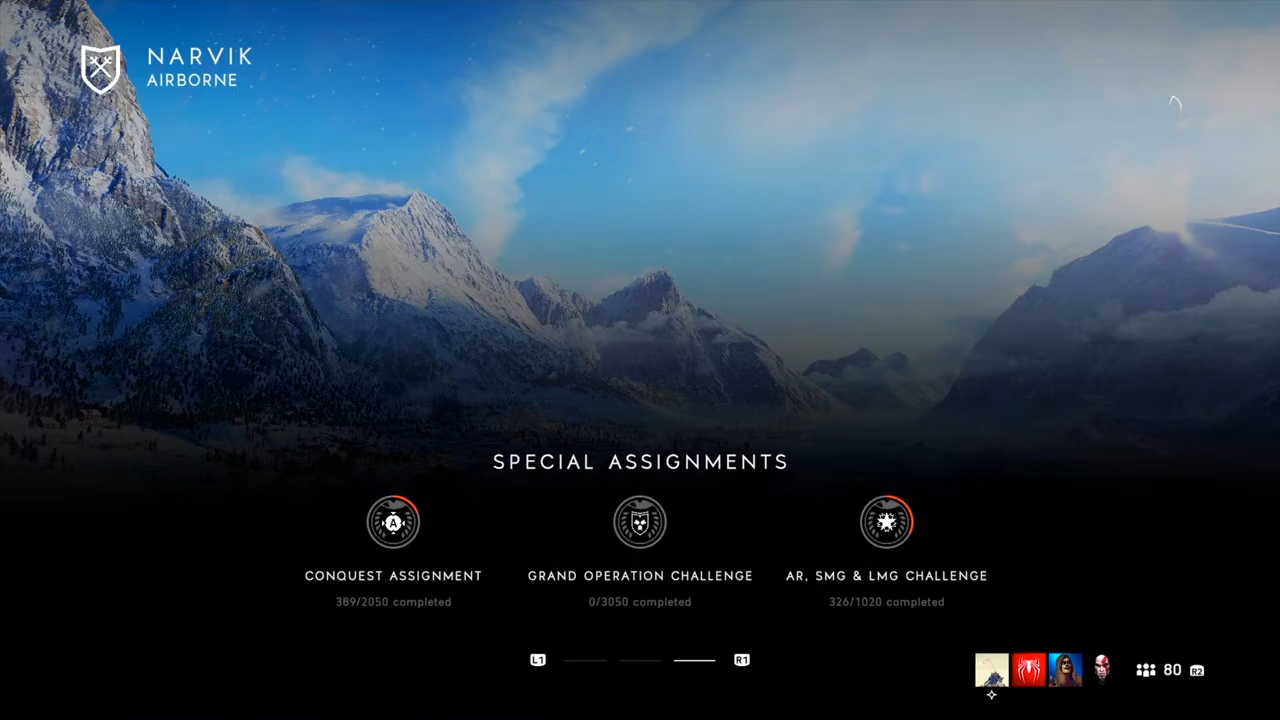 NARVIK
AIRBORNE
SPECIAL ASSIGNMENTS
A
CONQUEST ASSIGNMENT
GRAND OPERATION CHALLENGE
AR, SMG & LMG CHALLENGE
389/2050 completed
0/3050 completed
326/1020 completed
L1
R1
80
R2